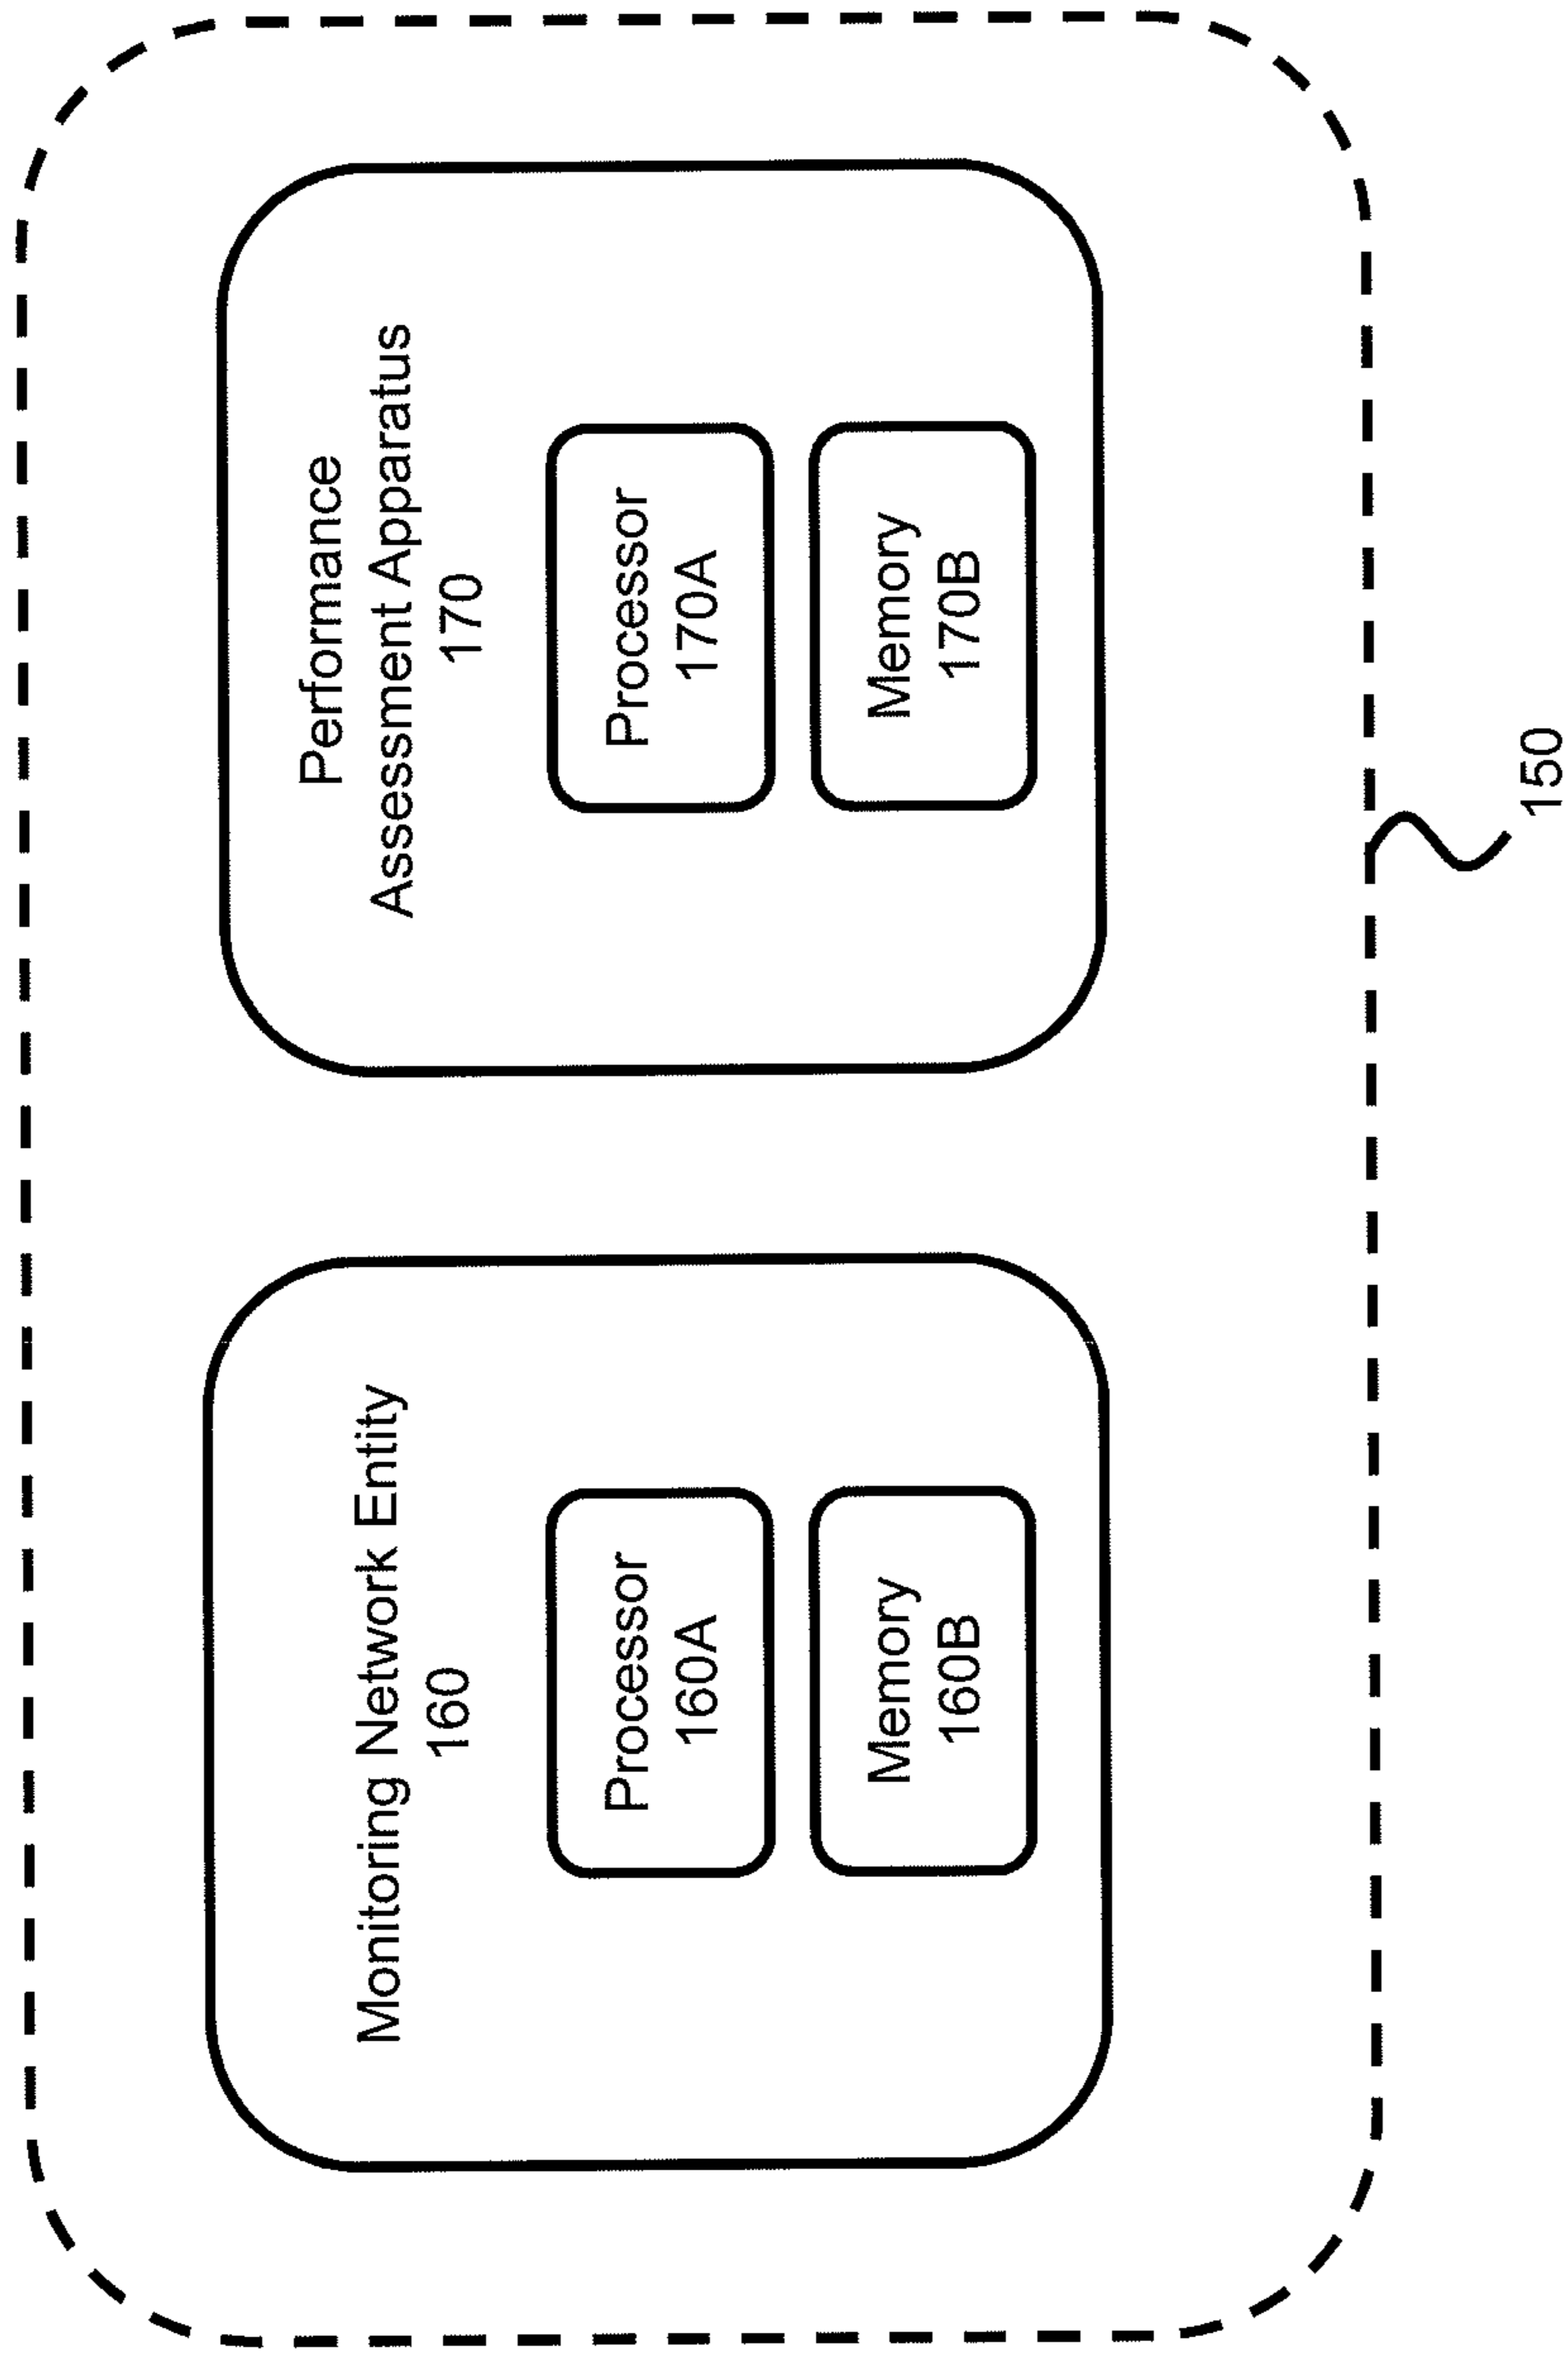 Monitoring Network Entity
160
Processor
160A
Memory
160B
Performance
Assessment Apparatus
170
Processor
170A
Memory
170B
150